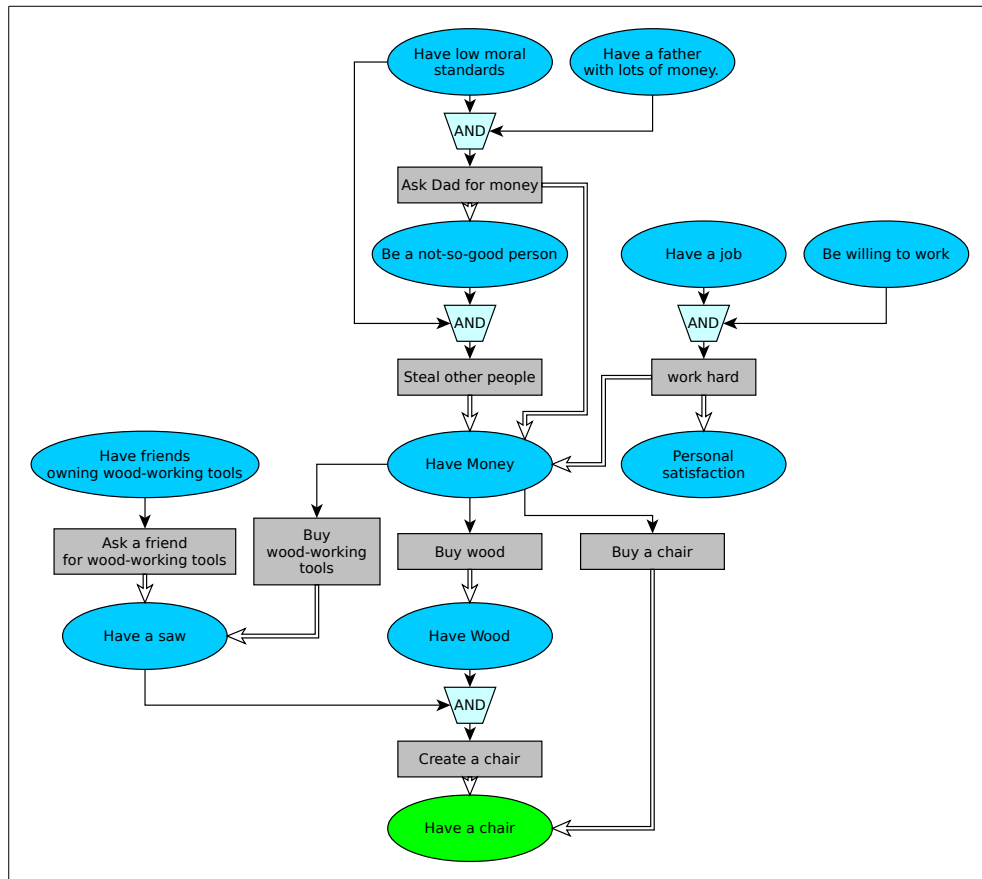 Have low moral
standards
Have a father
with lots of money.
AND
Ask Dad for money
Be a not-so-good person
Have a job
Be willing to work
AND
AND
Steal other people
work hard
Have friends
owning wood-working tools
Have Money
Personal
satisfaction
Ask a friend
for wood-working tools
Buy
wood-working
tools
Buy wood
Buy a chair
Have a saw
Have Wood
AND
Create a chair
Have a chair